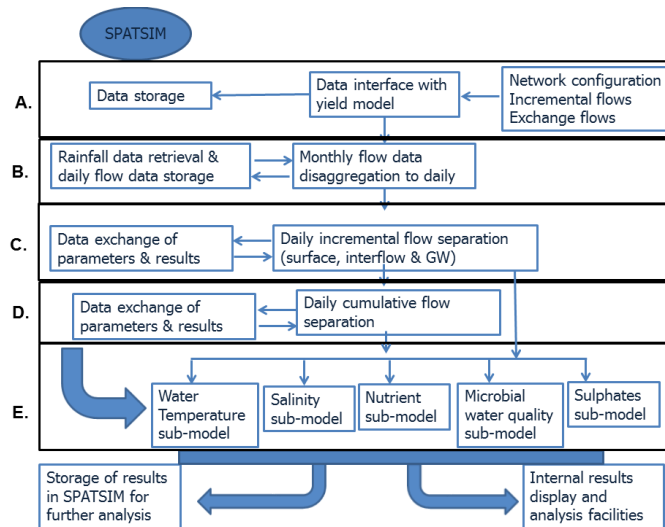 SPATSIM
A.
Data storage
Data interface with
yield model
Network configuration
Incremental flows
Exchange flows
B.
Rainfall data retrieval &
daily flow data storage
Monthly flow data
disaggregation to daily
C.
Data exchange of
parameters & results
Daily incremental flow separation
(surface, interflow & GW)
D.
Data exchange of
parameters & results
Daily cumulative flow
separation
E.
Water
Temperature
sub-model
Salinity
sub-model
Nutrient
sub-model
Microbial
water quality
sub-model
Sulphates
sub-model
Storage of results
in SPATSIM for
further analysis
Internal results
display and
analysis facilities